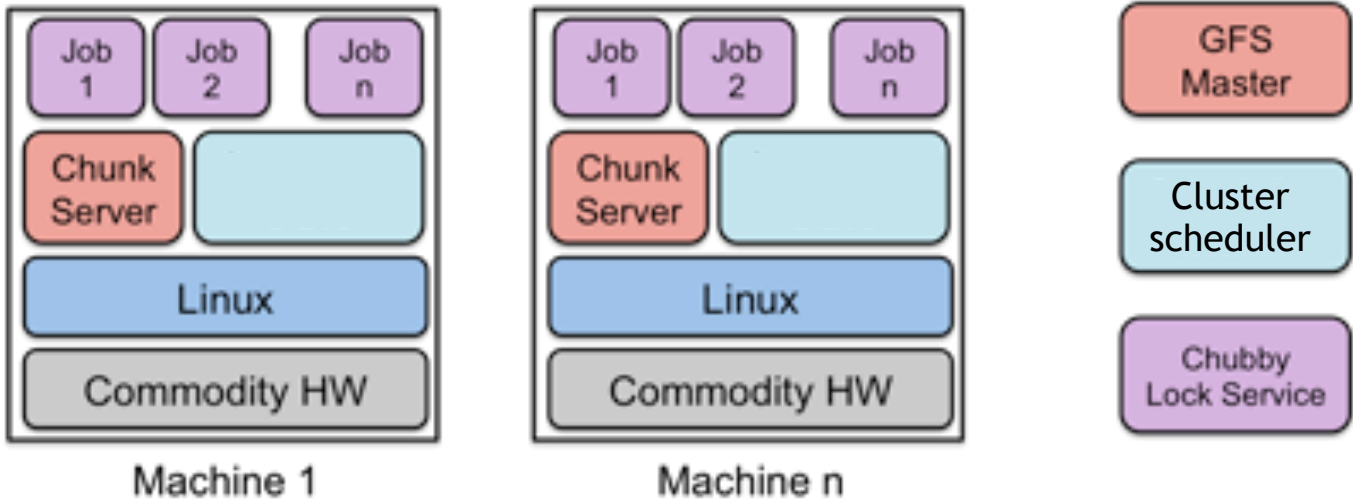 Job
1
Job
2
Job
n
Chunk
Server
Linux
Commodity HW
Machine 1
Job
1
Job
2
Job
n
Chunk
Server
Linux
Commodity HW
Machine n
GFS
Master
Cluster
scheduler
Chubby
Lock Service